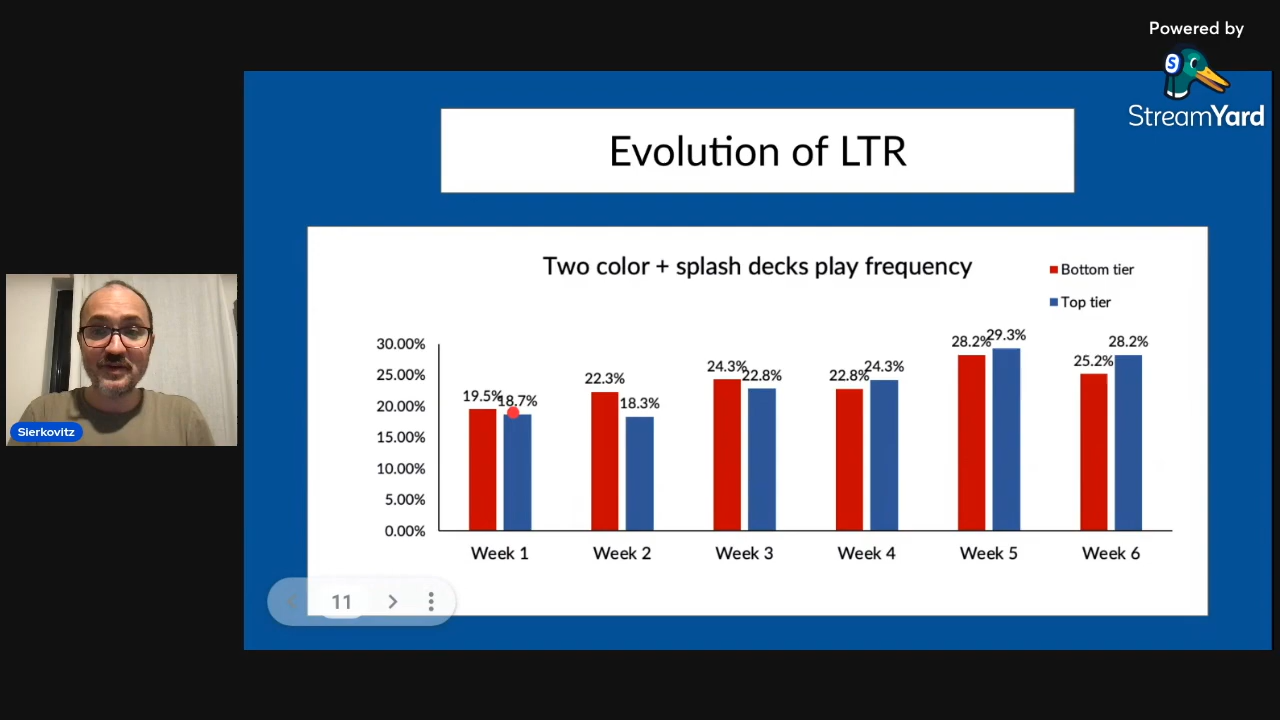 Powered by
StreamYard
Evolution of LTR
Two color + splash decks play frequency
Bottom tier
Top tier
30.00%
25.00%
20.00%
15.00%
10.00%
5.00%
0.00%
19.5% 18.7%
22.3% 18.3%
24.3% 22.8%
22.8% 24.3%
28.2% 29.3%
25.2% 28.2%
Week 1 Week 2 Week 3 Week 4 Week 5 Week 6
11
Sierkovitz
S